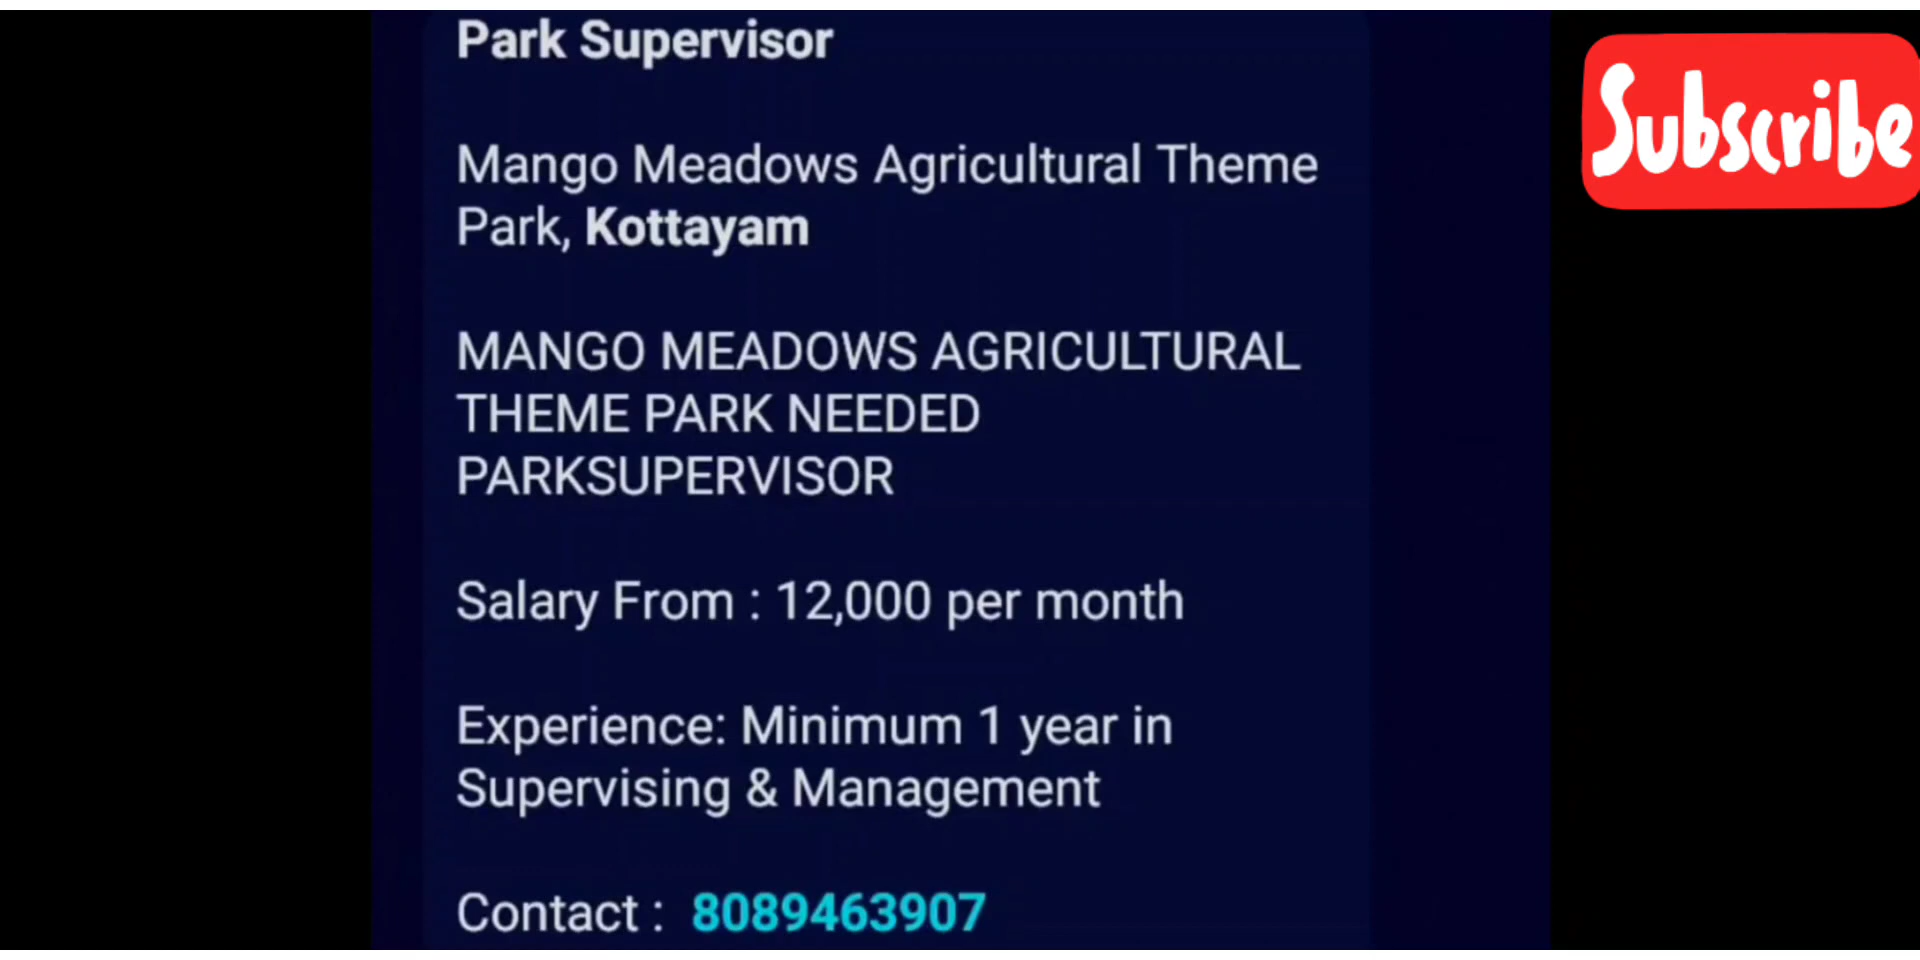 Park Supervisor
Subscribe
Mango Meadows Agricultural Theme
Park, Kottayam
MANGO MEADOWS AGRICULTURAL
THEME PARK NEEDED
PARKSUPERVISOR
Salary From : 12,000 per month
Experience: Minimum 1 year in
Supervising & Management
Contact : 8089463907